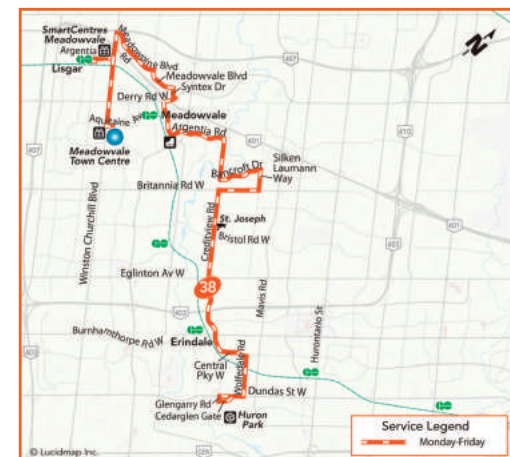 SmartCentres
Meadowvale
Argentia
Rd
Lisgar
Meadowpine Blvd
Meadowvale Blvd
Syntex Dr
Derry Rd W
Aquitaine Av
Meadowvale
Argentia Rd
Meadowvale
Town Centre
Winston Churchill Blvd
Bancroft Dr
Silken
Laumann
Way
Britannia Rd W
Creditview Rd
St. Joseph
Bristol Rd W
Eglinton Av W
38
Mavis Rd
Hurontario St
Burnhamthorpe Rd W
Erindale
Central
Pky W
Wolfedale Rd
Dundas St W
Glengarry Rd
Cedarglen Gate
Huron
Park
407
401
410
403
N
Service Legend
Monday-Friday
© Lucidmap Inc.